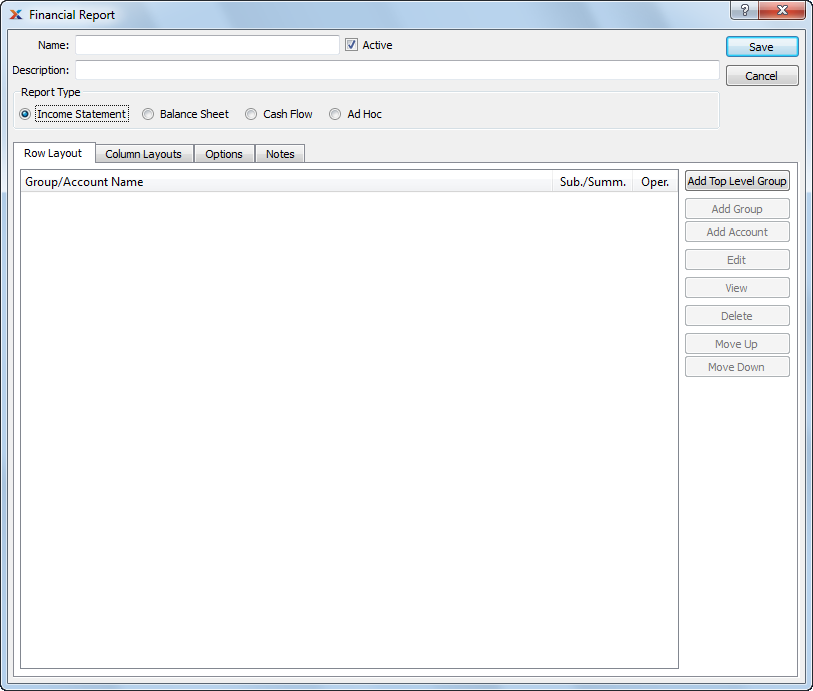 Financial Report
?
Name:
Active
Save
Description:
Cancel
Report Type
Income Statement
Balance Sheet
Cash Flow
Ad Hoc
Row Layout
Column Layouts
Options
Notes
Group/Account Name Sub./Summ. Oper.
Add Top Level Group
Add Group
Add Account
Edit
View
Delete
Move Up
Move Down